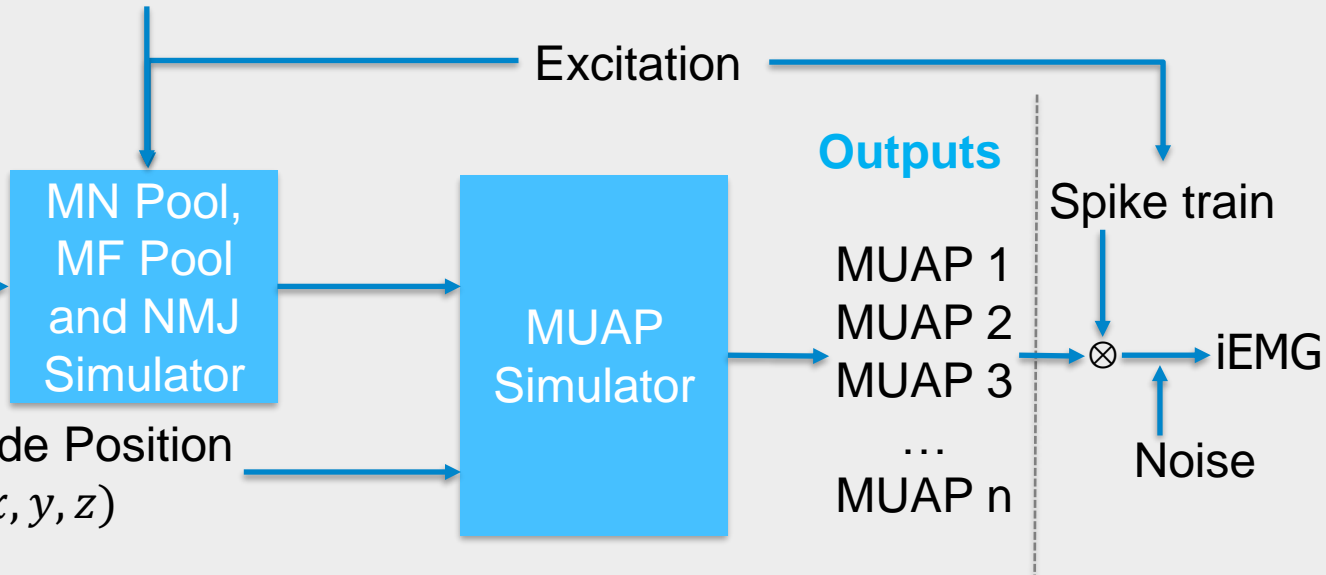 Excitation
Outputs
MN Pool,
MF Pool
and NMJ
Simulator
MUAP
Simulator
Spike train
MUAP 1
MUAP 2
MUAP 3
...
MUAP n
⊗
iEMG
Noise
Position
, y, z)